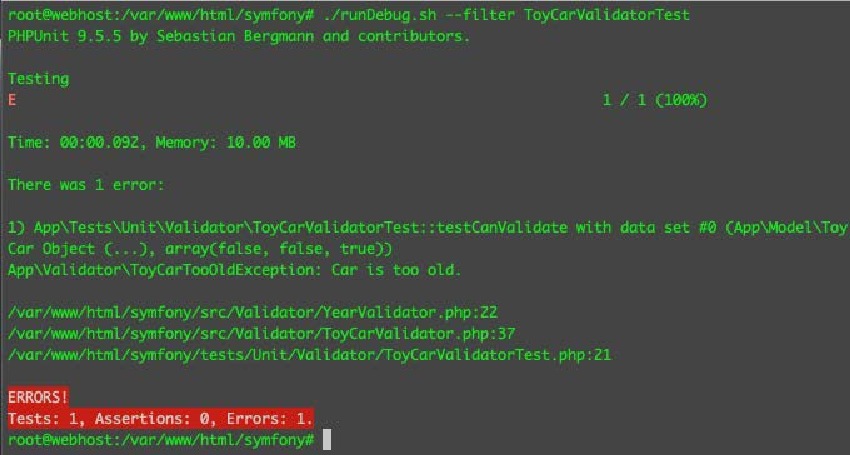 root@webhost:/var/www/html/symfony# ./runDebug.sh --filter ToyCarValidatorTest
PHPUnit 9.5.5 by Sebastian Bergmann and contributors.
Testing
E 1 / 1 (100%)
Time: 00:00.092, Memory: 10.00 MB
There was 1 error:
1) App\Tests\Unit\Validator\ToyCarValidatorTest::testCanValidate with data set #0 (App\Model\Toy
Car Object (...), array(false, false, true))
App\Validator\ToyCarTooOldException: Car is too old.
/var/www/html/symfony/src/Validator/YearValidator.php:22
/var/www/html/symfony/src/Validator/ToyCarValidator.php:37
/var/www/html/symfony/tests/Unit/Validator/ToyCarValidatorTest.php:21
ERRORS!
Tests: 1, Assertions: 0, Errors: 1.
root@webhost:/var/www/html/symfony#